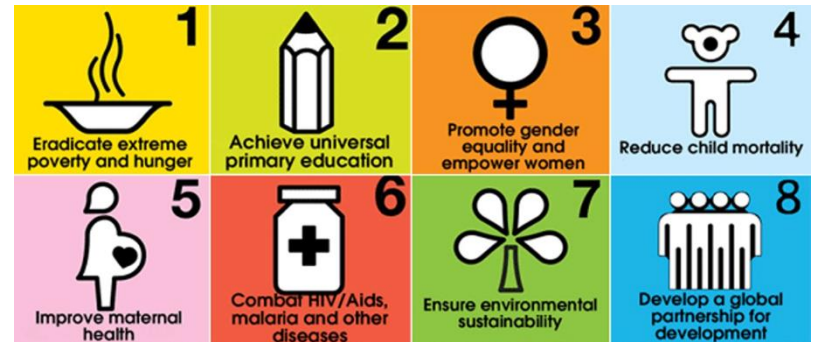 1
Eradicate extreme
poverty and hunger
2
Achieve universal
primary education
3
Promote gender
equality and
empower women
4
Reduce child mortality
5
Improve maternal
health
6
Combat HIV/Aids,
malaria and other
diseases
7
Ensure environmental
sustainability
8
Develop a global
partnership for
development